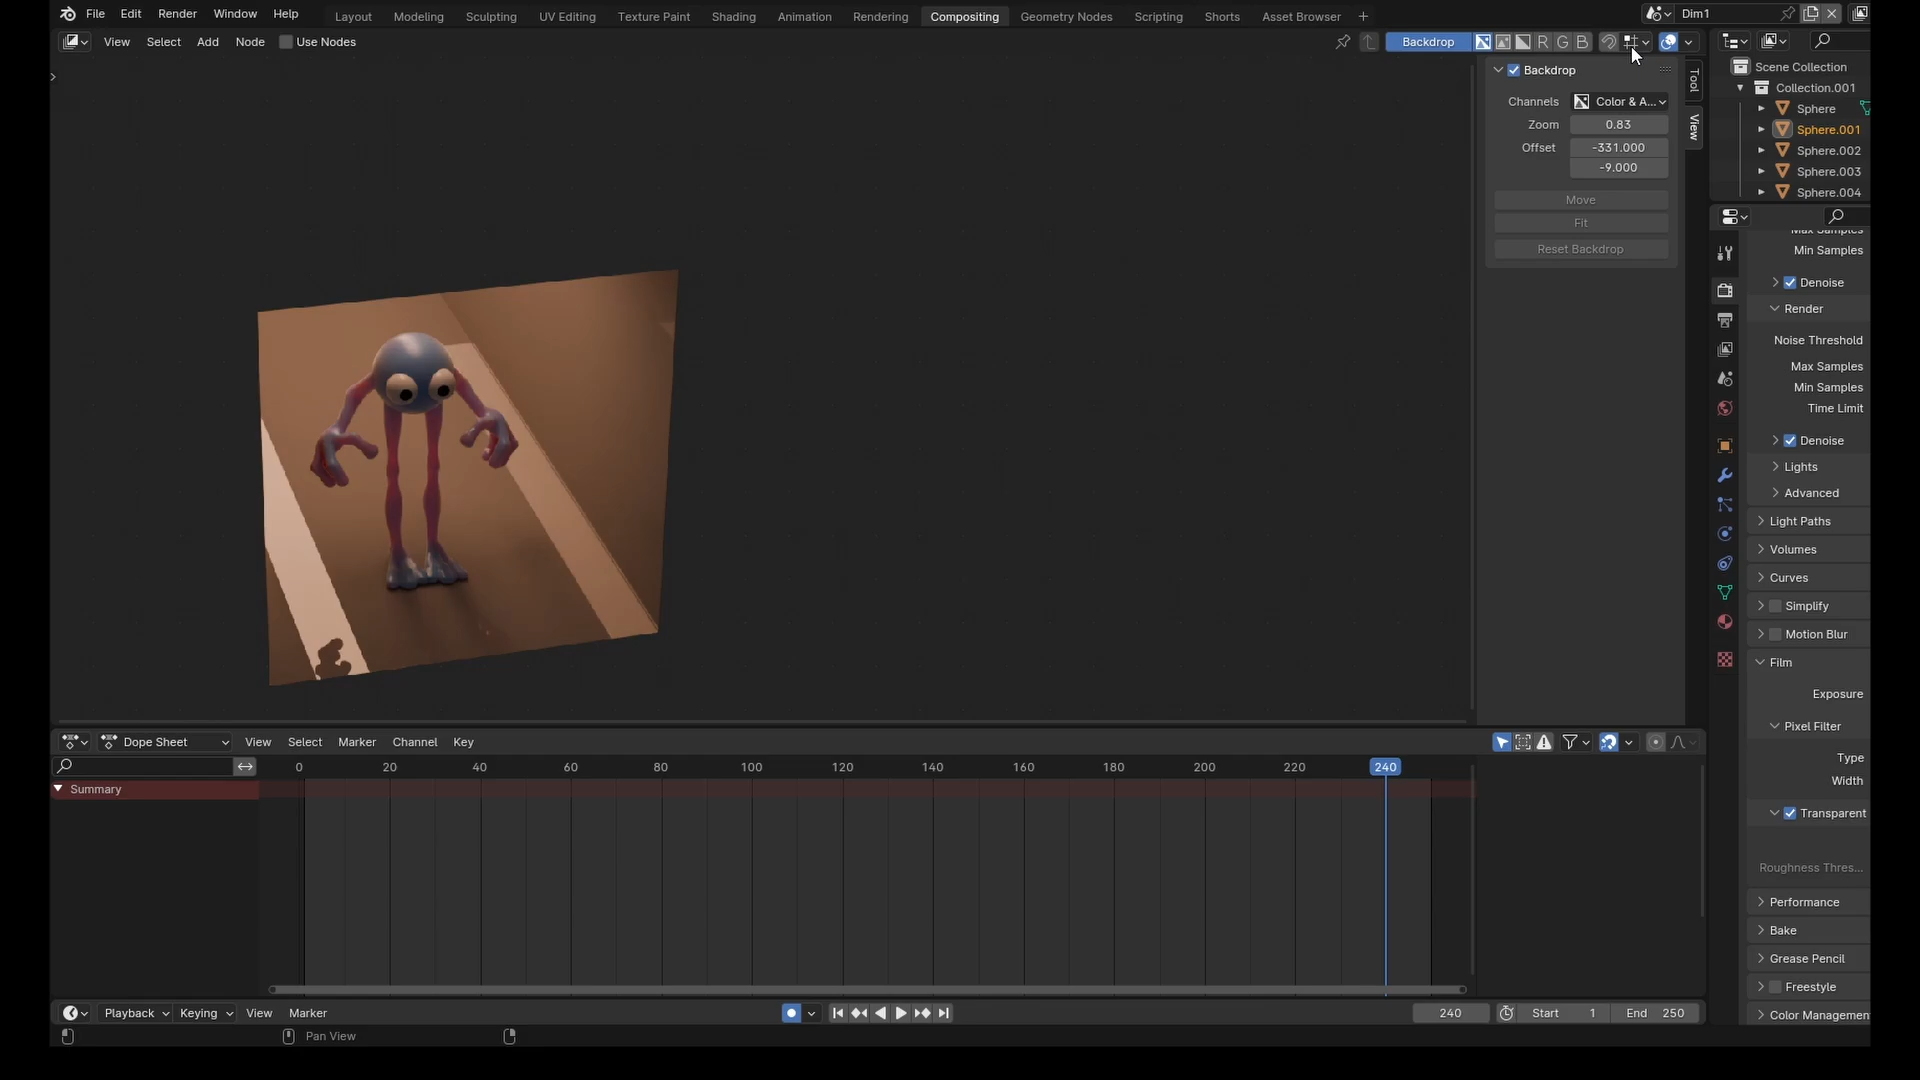 File Edit Render Window Help Layout Modeling Sculpting UV Editing Texture Paint Shading Animation Rendering Compositing Geometry Nodes Scripting Shorts Asset Browser + Dim1
View Select Add Node Use Nodes Backdrop R G B
Backdrop
Channels Color & A...
Zoom 0.83
Offset -331.000
-9.000
Move
Fit
Reset Backdrop
Tool
View
Scene Collection
Collection.001
Sphere
Sphere.001
Sphere.002
Sphere.003
Sphere.004
Max Samples
Min Samples
Denoise
Render
Noise Threshold
Max Samples
Min Samples
Time Limit
Denoise
Lights
Advanced
Light Paths
Volumes
Curves
Simplify
Motion Blur
Film
Exposure
Pixel Filter
Type
Width
Transparent
Roughness Thres...
Performance
Bake
Grease Pencil
Freestyle
Color Managemen
Dope Sheet View Select Marker Channel Key
0 20 40 60 80 100 120 140 160 180 200 220 240
Summary
Playback Keying View Marker 240 Start 1 End 250
Pan View